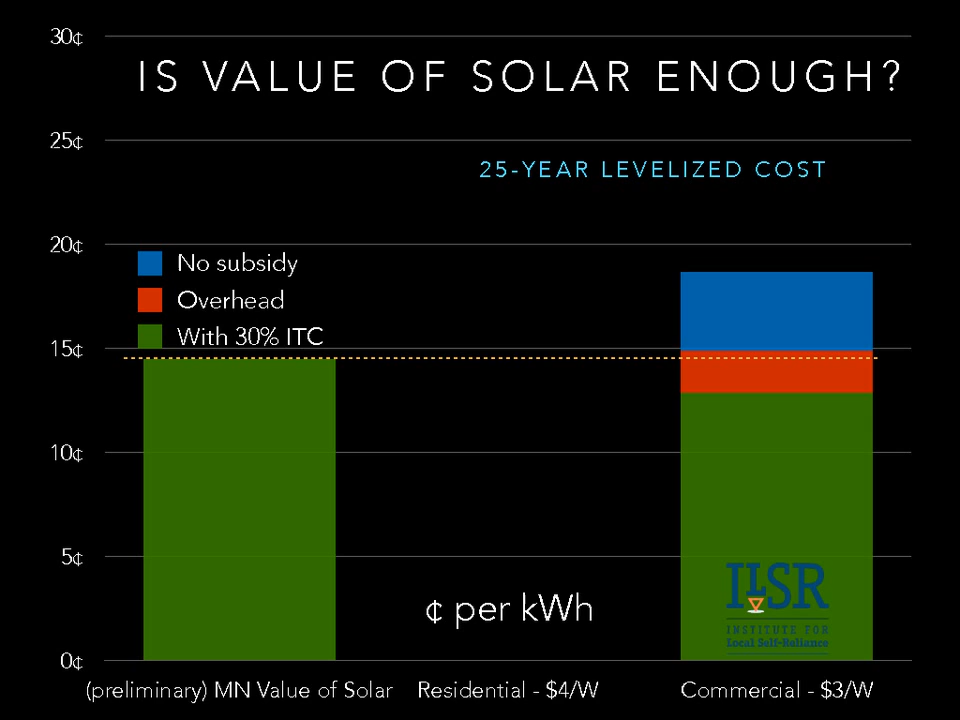 30¢
IS VALUE OF SOLAR ENOUGH?
25¢
25-YEAR LEVELIZED COST
20¢
No subsidy
Overhead
With 30% ITC
15¢
10¢
5¢
ILSR
¢ per kWh
INSTITUTE FOR
Local Self-Reliance
0¢
(preliminary) MN Value of Solar
Residential - $4/W
Commercial - $3/W